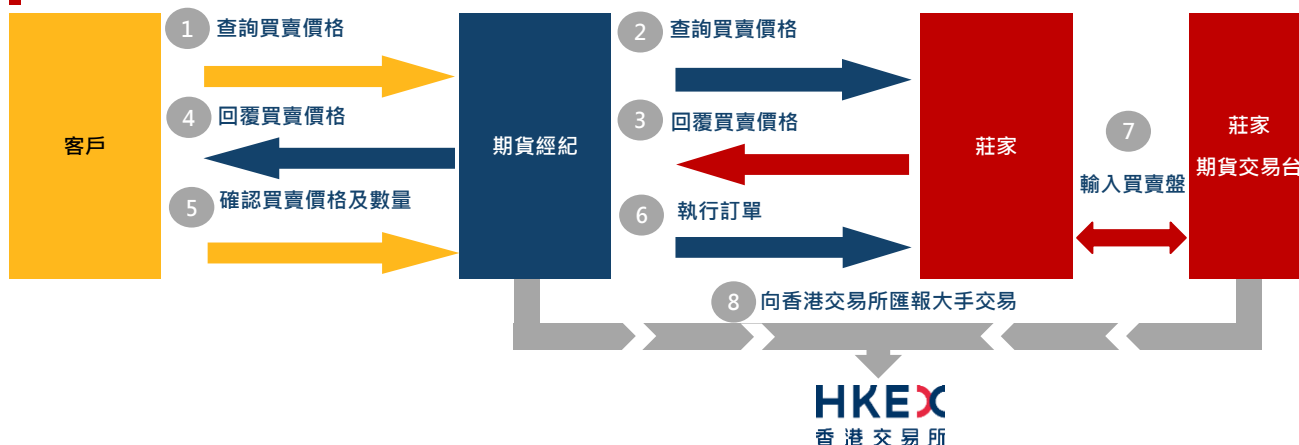 1 查詢買賣價格
2 查詢買賣價格
4 回覆買賣價格
3 回覆買賣價格
客戶
期貨經紀
莊家
7
輸入買賣盤
莊家
期貨交易台
5 確認買賣價格及數量
6 執行訂單
8 向香港交易所匯報大手交易
HKEX
香港交易所